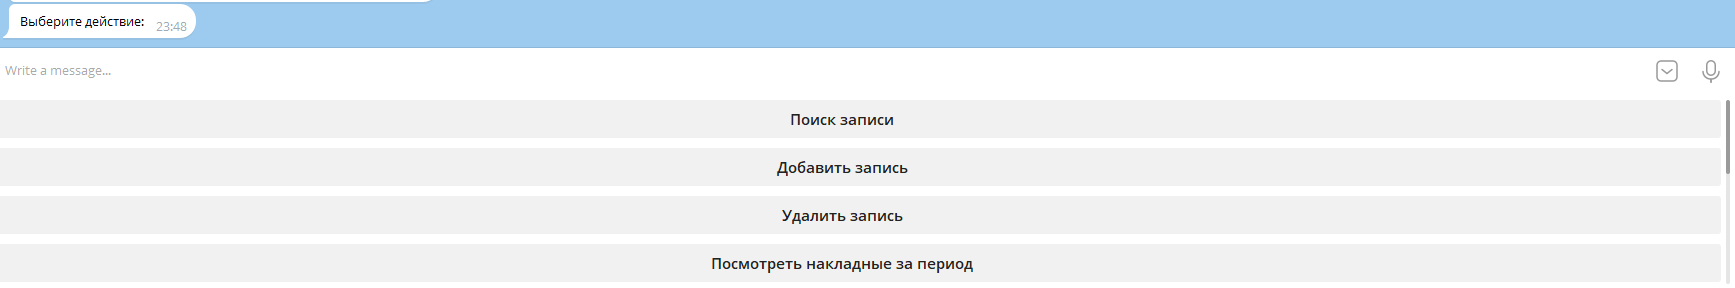 Выберите действие: 23:48
Write a message...
Поиск записи
Добавить запись
Удалить запись
Посмотреть накладные за период